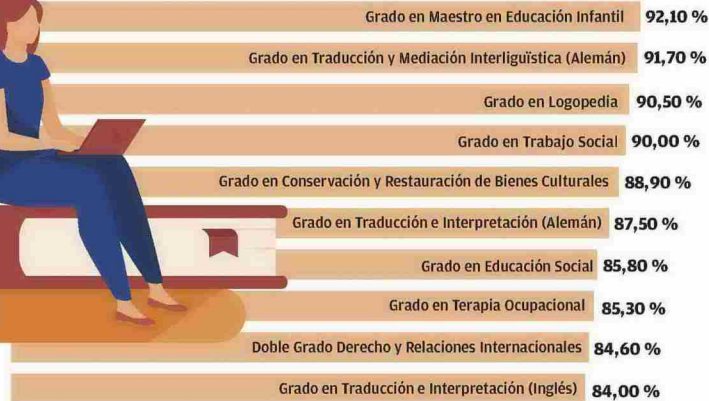 Grado en Maestro en Educación Infantil 92,10 %
Grado en Traducción y Mediación Interligüística (Alemán) 91,70 %
Grado en Logopedia 90,50 %
Grado en Trabajo Social 90,00 %
Grado en Conservación y Restauración de Bienes Culturales 88,90 %
Grado en Traducción e Interpretación (Alemán) 87,50 %
Grado en Educación Social 85,80 %
Grado en Terapia Ocupacional 85,30 %
Doble Grado Derecho y Relaciones Internacionales 84,60 %
Grado en Traducción e Interpretación (Inglés) 84,00 %